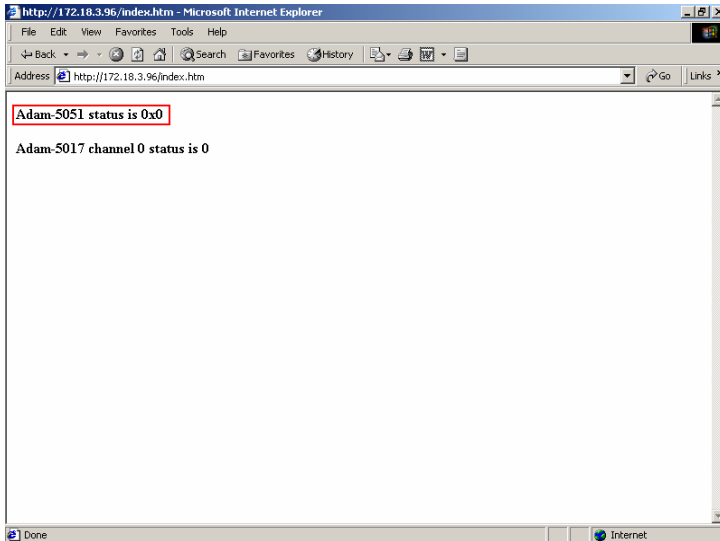 http://172.18.3.96/index.htm - Microsoft Internet Explorer
File Edit View Favorites Tools Help
Back Search Favorites History
Address http://172.18.3.96/index.htm Go Links
Adam-5051 status is 0x0
Adam-5017 channel 0 status is 0
Done Internet